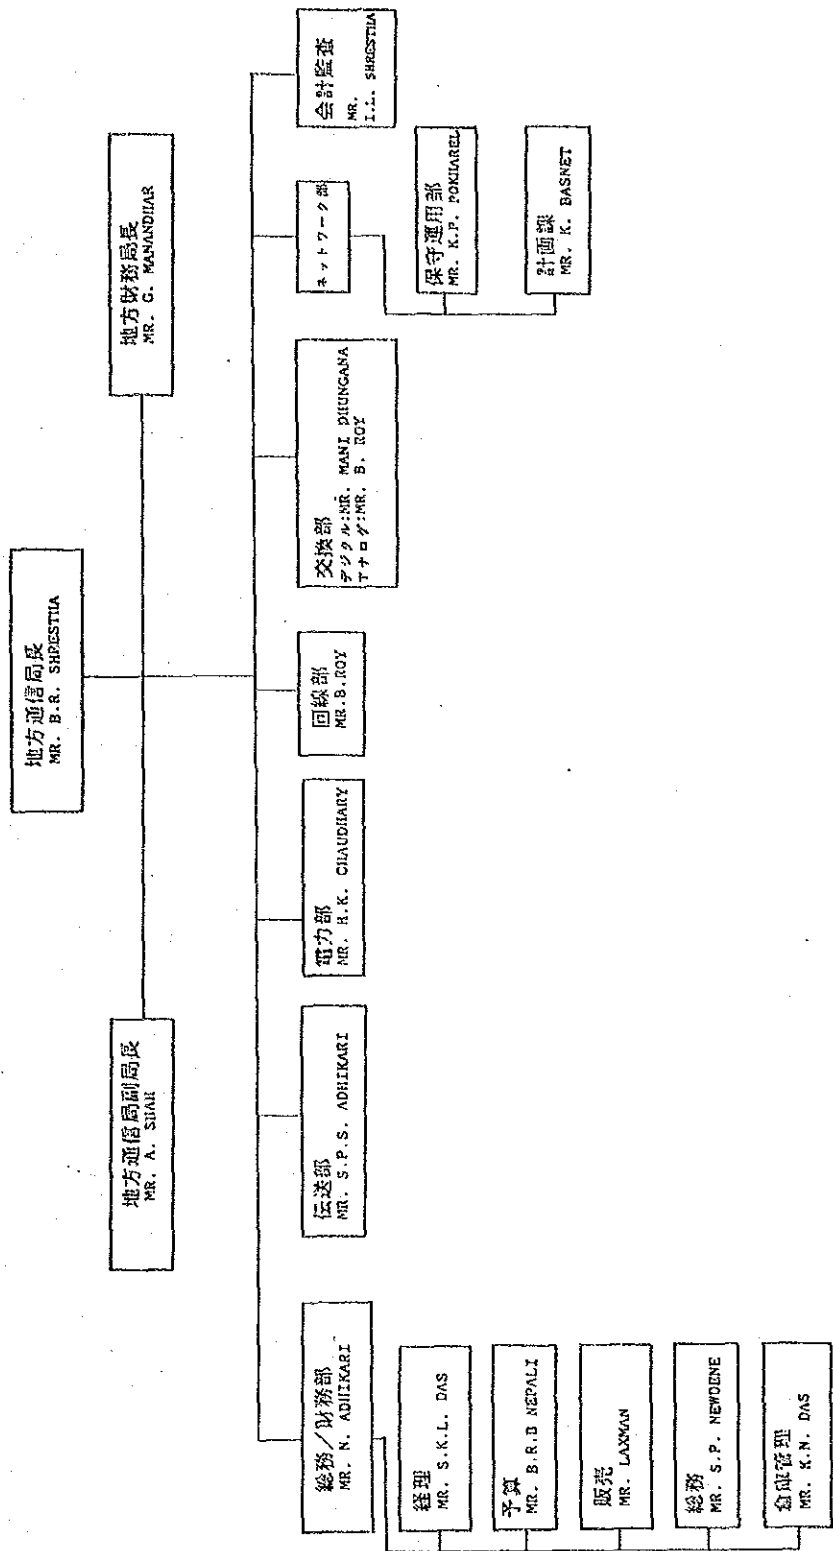 地方通信局長
MR. B.R. SHRESTHA
地方通信局副局長
MR. A. SHAH
地方財務局長
MR. G. MANANDHAR
総務／財務部
MR. N. ADHIKARI
伝送部
MR. S.P.S. ADHIKARI
電力部
MR. H.K. CHAUDHARY
回線部
MR.B.ROY
交換部
デジタル:MR. MANI DHUNGANA
アナログ:MR. B. ROY
ネットワーク部
会計監査
MR.
I.L. SHRESTHA
経理
MR. S.K.L. DAS
予算
MR. B.R.B NEPALI
販売
MR. LAXMAN
総務
MR. S.P. NEWDENE
倉庫管理
MR. K.N. DAS
保守運用部
MR. K.P. POKHAREL
計画課
MR. K. BASNET